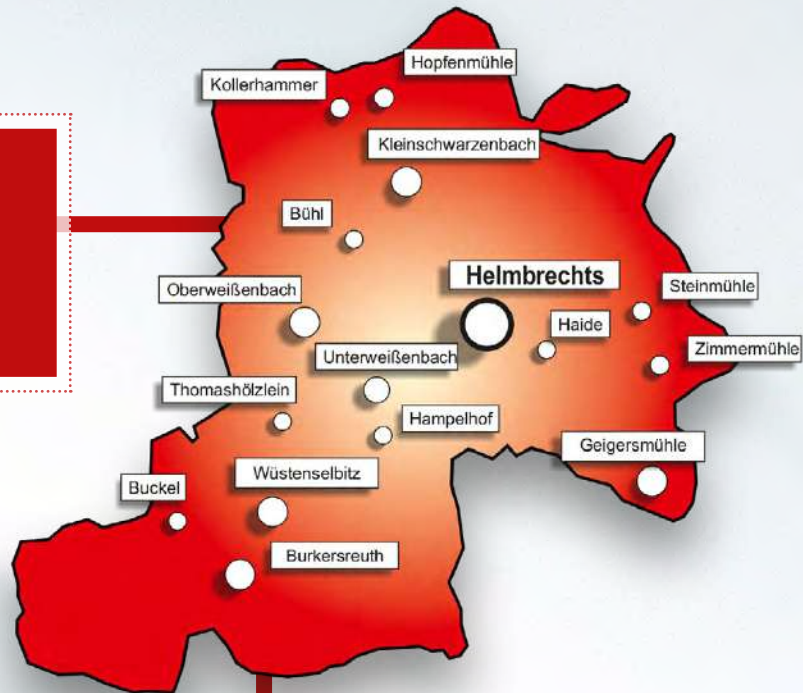 Hopfenmühle
Kollerhammer
Kleinschwarzenbach
Bühl
Helmbrechts
Steinmühle
Oberweißenbach
Haide
Unterweißenbach
Zimmermühle
Thomashölzlein
Hampelhof
Geigersmühle
Wüstenselbitz
Buckel
Burkersreuth